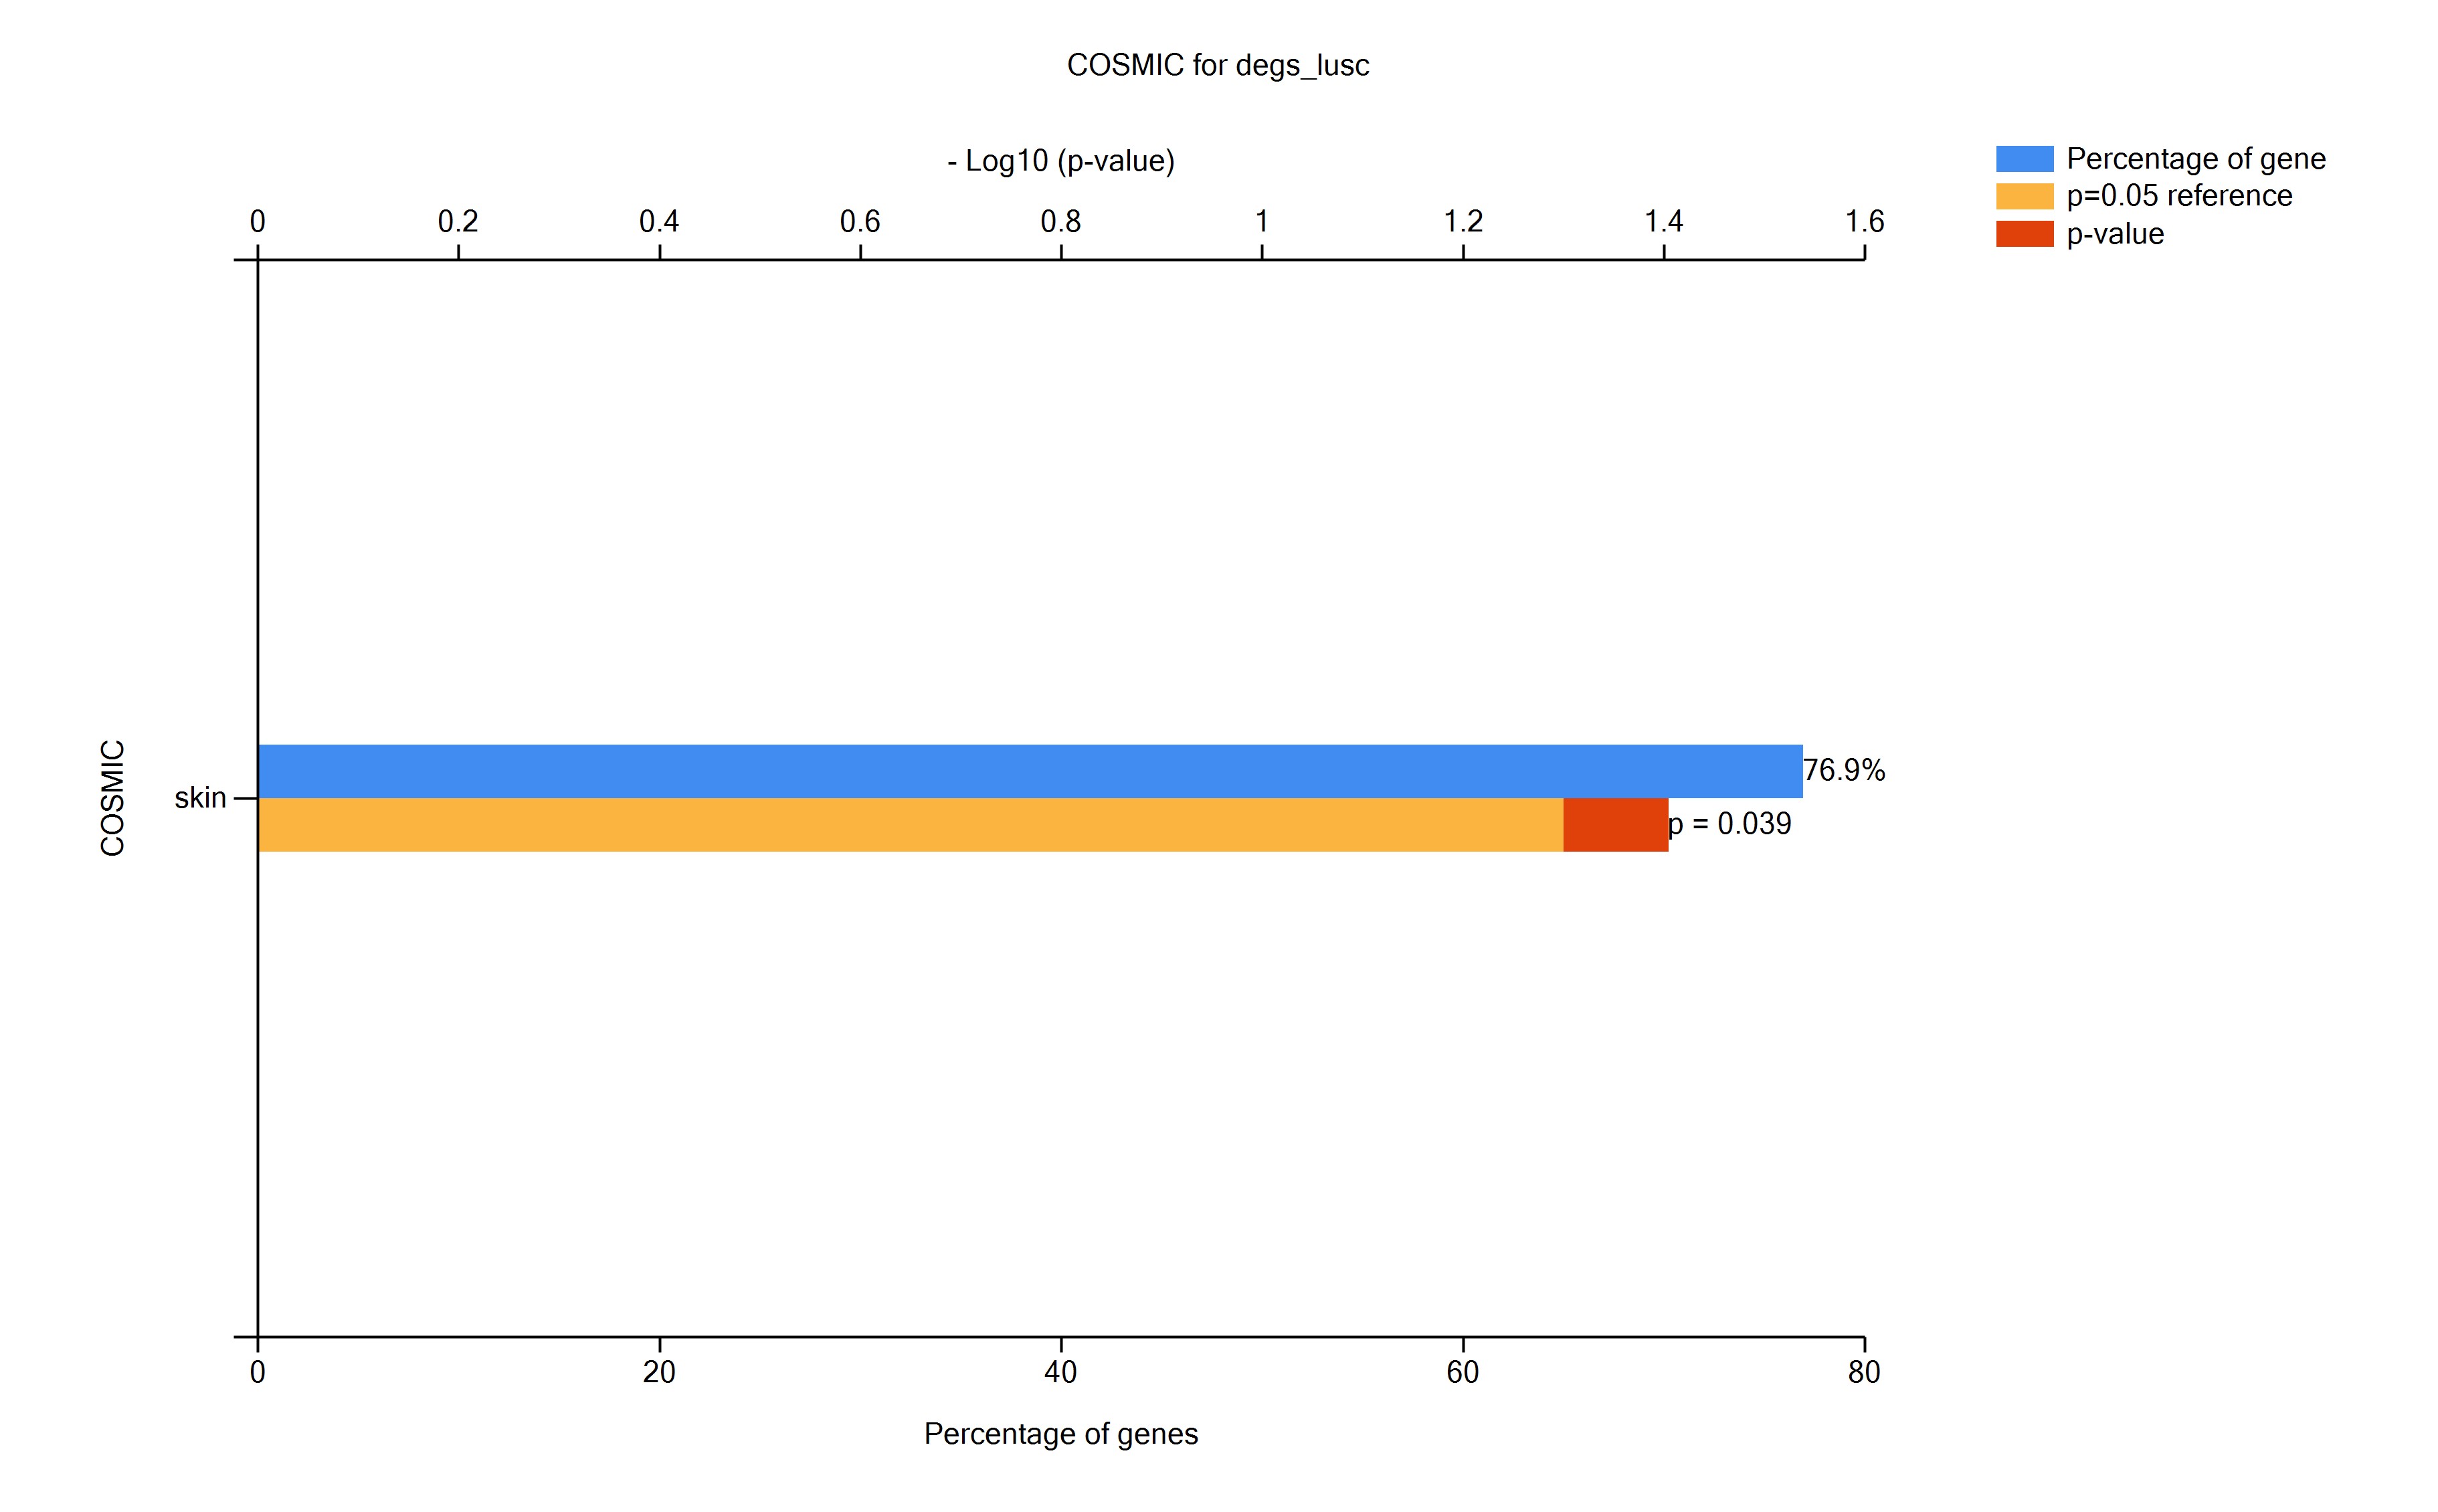 COSMIC for degs_lusc
- Log10 (p-value)
Percentage of gene
p=0.05 reference
p-value
0 0.2 0.4 0.6 0.8 1 1.2 1.4 1.6
COSMIC
skin
76.9%
p = 0.039
0 20 40 60 80
Percentage of genes